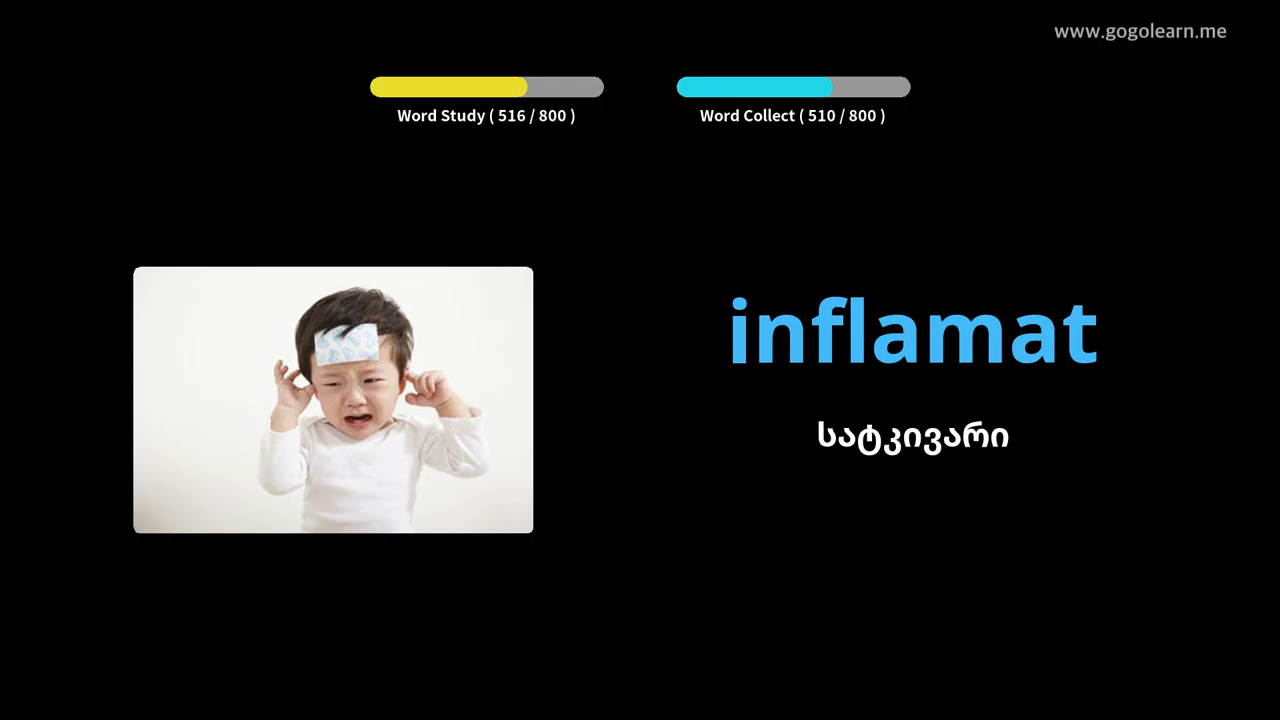 www.gogolearn.me
Word Study ( 516 / 800 )
Word Collect ( 510 / 800 )
inflamat
სატკივარი